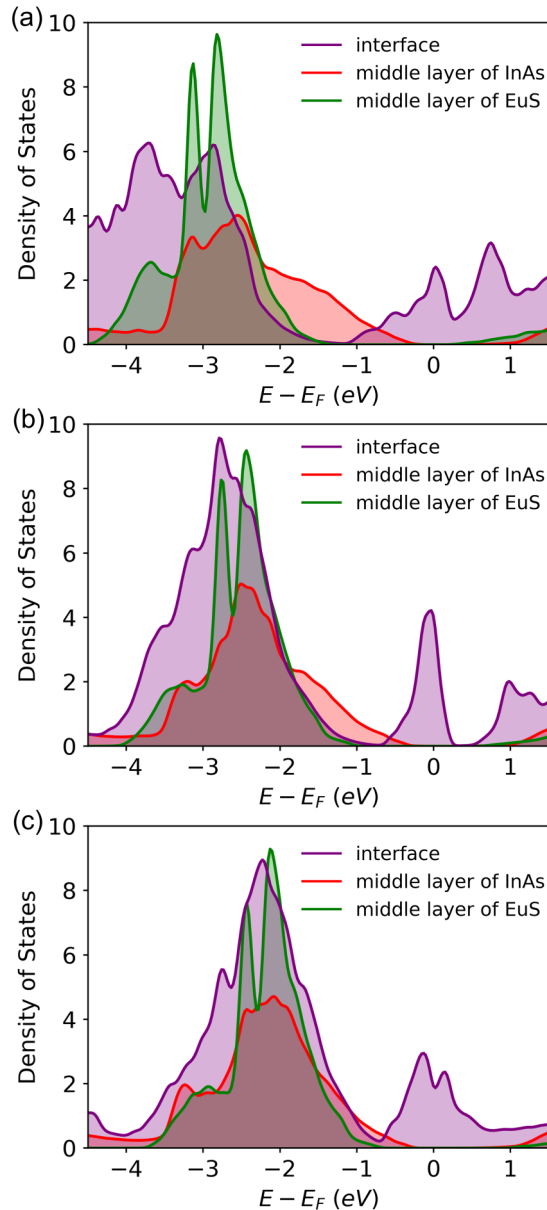 (a)
10
8
6
4
2
0
Density of States
interface
middle layer of InAs
middle layer of EuS
−4 −3 −2 −1 0 1
E − E_F (eV)
(b)
10
8
6
4
2
0
Density of States
interface
middle layer of InAs
middle layer of EuS
−4 −3 −2 −1 0 1
E − E_F (eV)
(c)
10
8
6
4
2
0
Density of States
interface
middle layer of InAs
middle layer of EuS
−4 −3 −2 −1 0 1
E − E_F (eV)